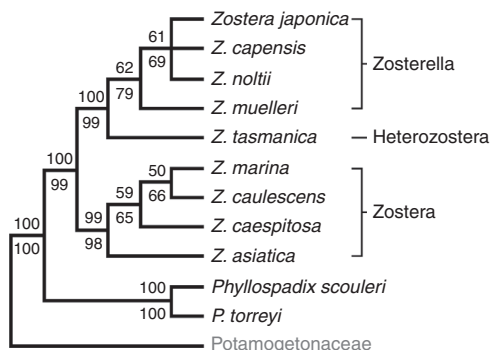 Zostera japonica
61
Z. capensis
62
69
Zosterella
Z. noltii
100
79
Z. muelleri
99
Z. tasmanica
Heterozostera
100
50
Z. marina
99
59
66
Z. caulescens
99
65
Zostera
100
98
Z. caespitosa
100
Z. asiatica
100
Phyllospadix scouleri
100
P. torreyi
Potamogetonaceae